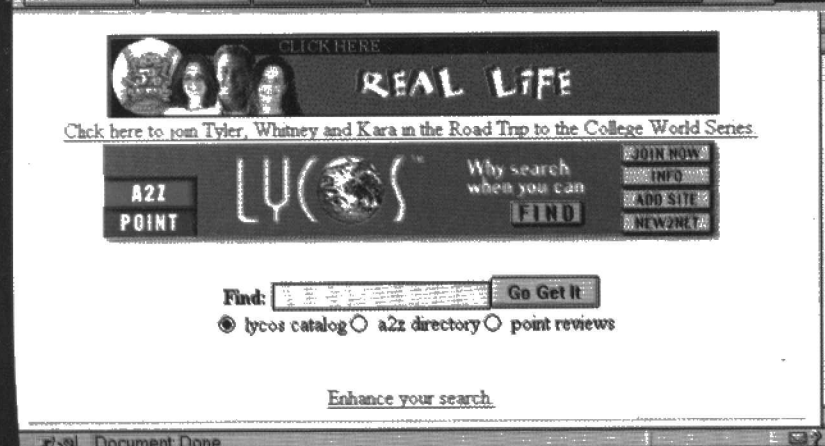 CLICK HERE
REAL LIFE
Click here to join Tyler, Whitney and Kara in the Road Trip to the College World Series.
A2Z
POINT
LYCOS™
Why search
when you can
FIND
JOIN NOW
INFO
ADD SITE
NEW2NET
Find: Go Get It
lycos catalog a2z directory point reviews
Enhance your search.
Document Done